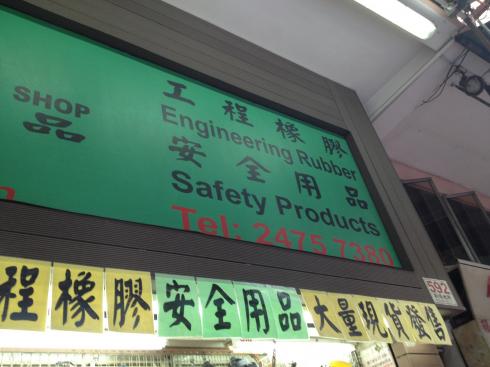 SHOP
品
工程橡膠
Engineering Rubber
安全用品
Safety Products
Tel: 2475 7380
程橡膠 安全用品 大量現貨發售
592